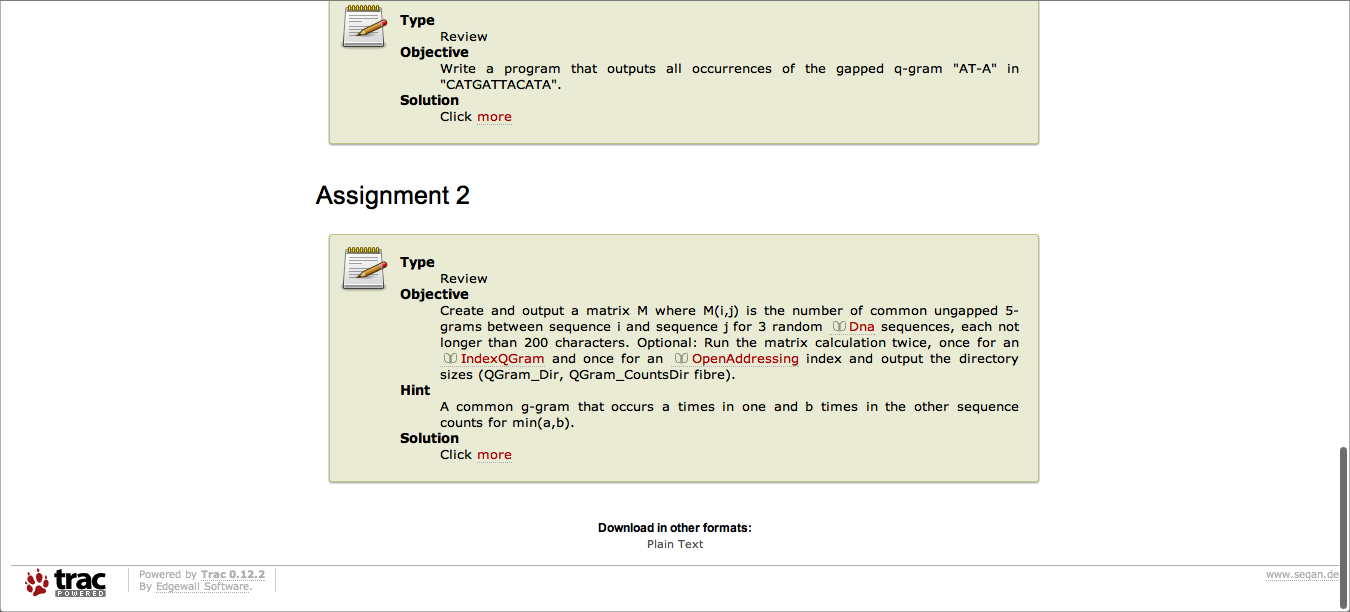 Type
Review
Objective
Write a program that outputs all occurrences of the gapped q-gram "AT-A" in
"CATGATTACATA".
Solution
Click more
Assignment 2
Type
Review
Objective
Create and output a matrix M where M(i,j) is the number of common ungapped 5-
grams between sequence i and sequence j for 3 random Dna sequences, each not
longer than 200 characters. Optional: Run the matrix calculation twice, once for an
IndexQGram and once for an OpenAddressing index and output the directory
sizes (QGram_Dir, QGram_CountsDir fibre).
Hint
A common g-gram that occurs a times in one and b times in the other sequence
counts for min(a,b).
Solution
Click more
Download in other formats:
Plain Text
trac
POWERED
Powered by Trac 0.12.2
By Edgewall Software.
www.seqan.de